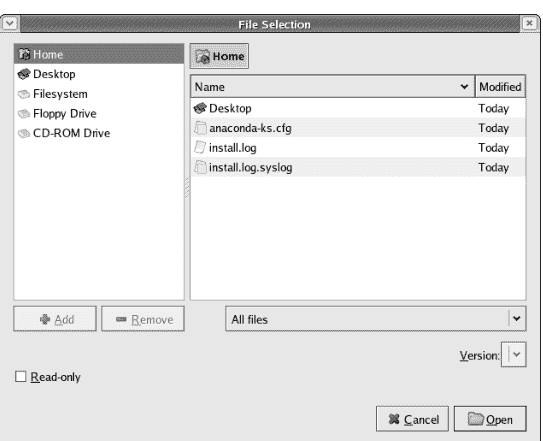 File Selection
Home
Desktop
Filesystem
Floppy Drive
CD-ROM Drive
Home
Name Modified
Desktop Today
anaconda-ks.cfg Today
install.log Today
install.log.syslog Today
Add Remove All files
Version:
Read-only
Cancel Open